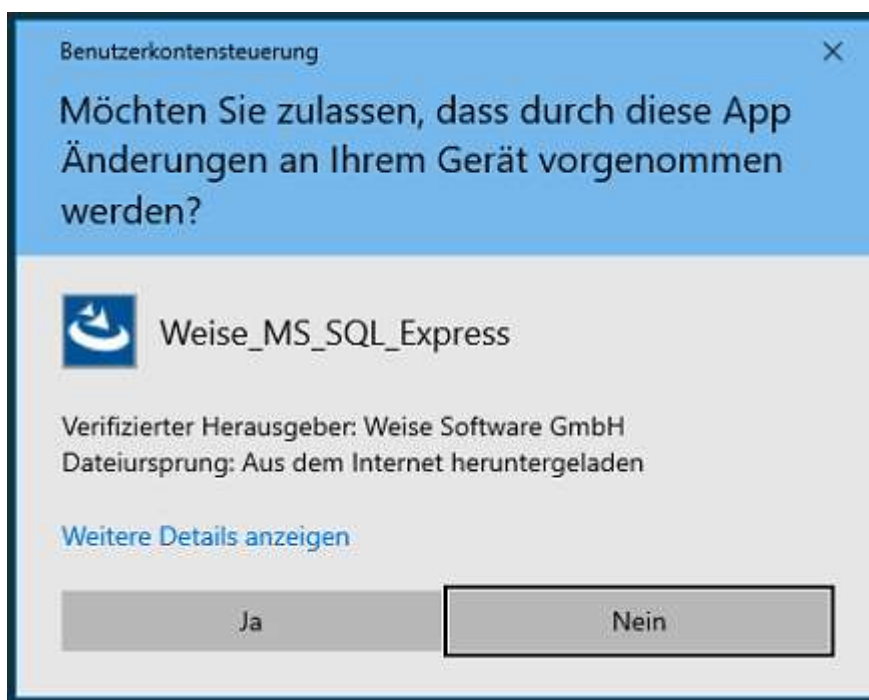 Benutzerkontensteuerung
Möchten Sie zulassen, dass durch diese App
Änderungen an Ihrem Gerät vorgenommen
werden?
Weise_MS_SQL_Express
Verifizierter Herausgeber: Weise Software GmbH
Dateiursprung: Aus dem Internet heruntergeladen
Weitere Details anzeigen
Ja
Nein